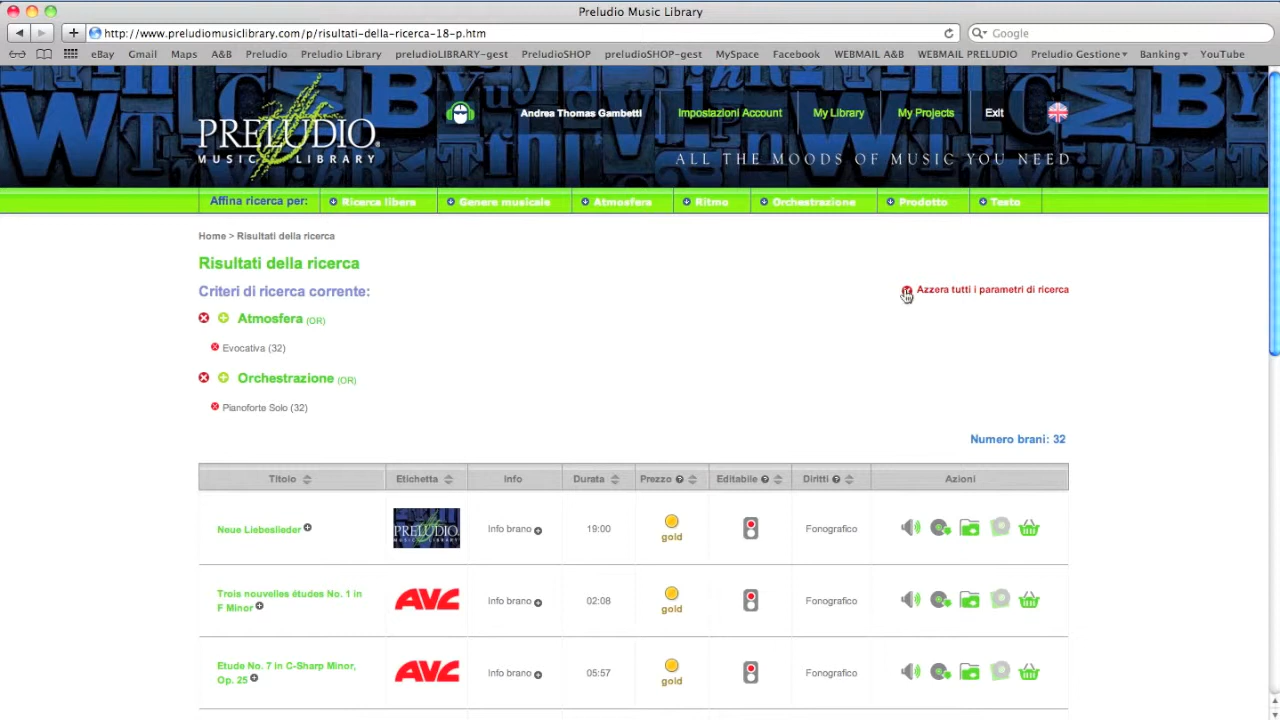 Preludio Music Library
http://www.preludiomusiclibrary.com/p/risultati-della-ricerca-18-p.htm
Google
eBay Gmail Maps A&B Preludio Preludio Library preludioLIBRARY-gest PreludioSHOP preludioSHOP-gest MySpace Facebook WEBMAIL A&B WEBMAIL PRELUDIO Preludio Gestione Banking YouTube
PRELUDIO
MUSIC LIBRARY
Andrea Thomas Gambetti
Impostazioni Account
My Library
My Projects
Exit
ALL THE MOODS OF MUSIC YOU NEED
Affina ricerca per: Ricerca libera Genere musicale Atmosfera Ritmo Orchestrazione Prodotto Testo
Home > Risultati della ricerca
Risultati della ricerca
Criteri di ricerca corrente:
Azzera tutti i parametri di ricerca
Atmosfera (OR)
Evocativa (32)
Orchestrazione (OR)
Pianoforte Solo (32)
Numero brani: 32
Titolo Etichetta Info Durata Prezzo Editabile Diritti Azioni
Neue Liebeslieder PRELUDIO Info brano 19:00 gold Fonografico
Trois nouvelles études No. 1 in
F Minor AVC Info brano 02:08 gold Fonografico
Etude No. 7 in C-Sharp Minor,
Op. 25 AVC Info brano 05:57 gold Fonografico